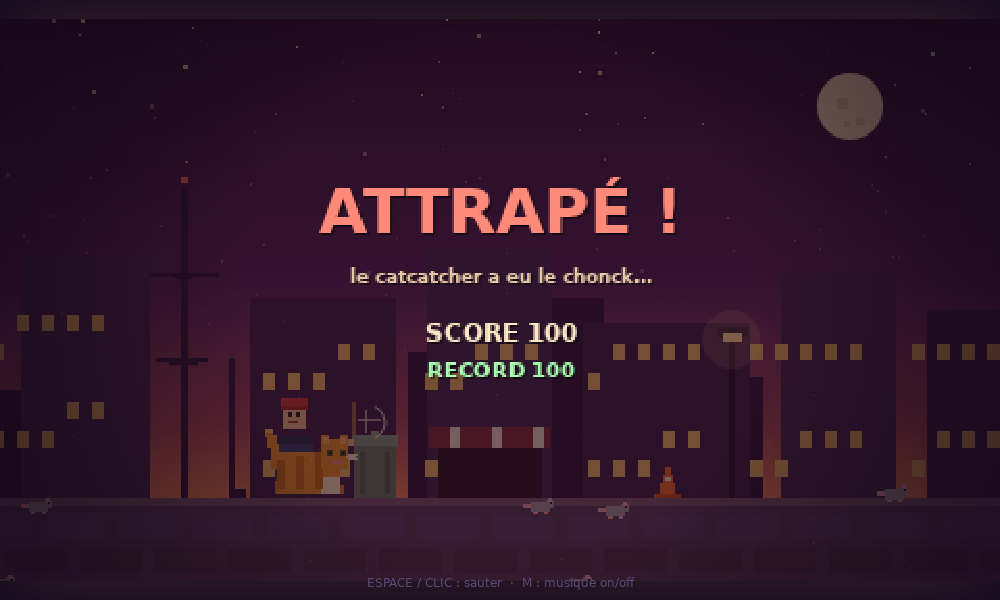 ATTRAPÉ !
le catcatcher a eu le chonck...
SCORE 100
RECORD 100
ESPACE / CLIC : sauter · M : musique on/off